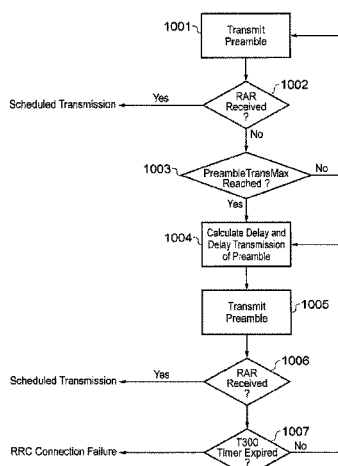 1001
Transmit
Preamble
1002
RAR
Received
?
Scheduled Transmission
Yes
No
1003
PreambleTransMax
Reached ?
No
Yes
1004
Calculate Delay and
Delay Transmission
of Preamble
Transmit
Preamble
1005
1006
RAR
Received
?
Scheduled Transmission
Yes
1007
T300
Timer Expired
?
RRC Connection Failure
No